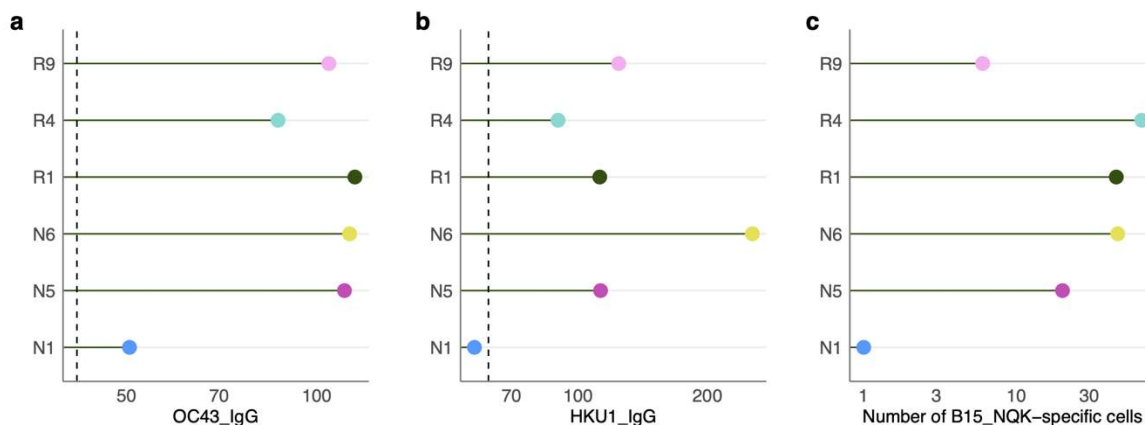 a
R9
R4
R1
N6
N5
N1
50 70 100
OC43_IgG
b
R9
R4
R1
N6
N5
N1
70 100 200
HKU1_IgG
c
R9
R4
R1
N6
N5
N1
1 3 10 30
Number of B15_NQK−specific cells